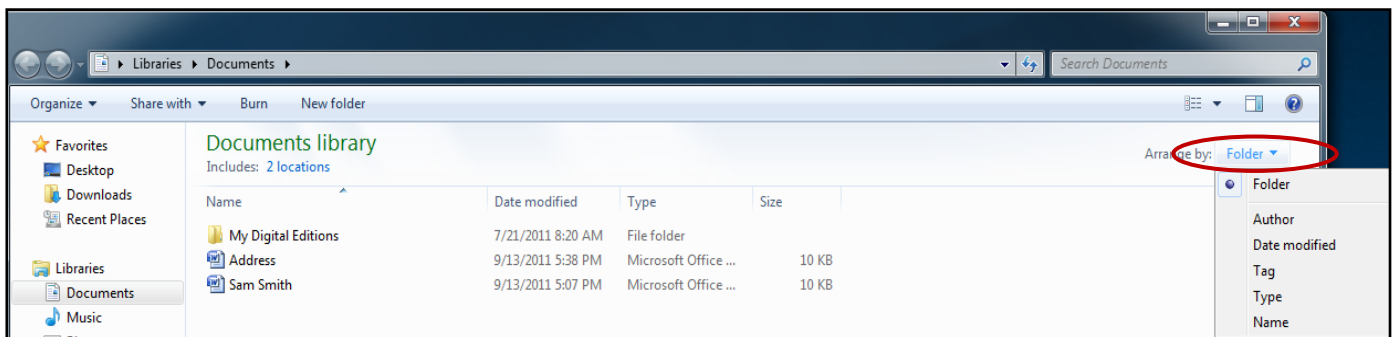 Libraries Documents
Search Documents
Organize Share with Burn New folder
Favorites
Desktop
Downloads
Recent Places
Libraries
Documents
Music
Documents library
Includes: 2 locations
Arrange by: Folder
Name Date modified Type Size
My Digital Editions 7/21/2011 8:20 AM File folder
Address 9/13/2011 5:38 PM Microsoft Office ... 10 KB
Sam Smith 9/13/2011 5:07 PM Microsoft Office ... 10 KB
Folder
Author
Date modified
Tag
Type
Name